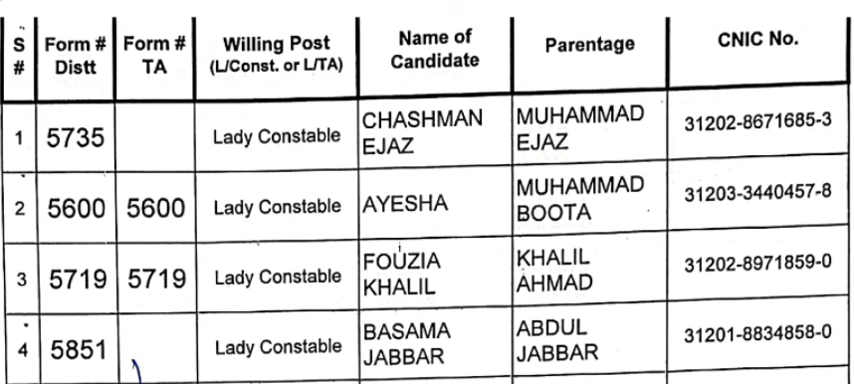 S # Form # Distt Form # TA Willing Post (L/Const. or L/TA) Name of Candidate Parentage CNIC No.
1 5735 Lady Constable CHASHMAN EJAZ MUHAMMAD EJAZ 31202-8671685-3
2 5600 5600 Lady Constable AYESHA MUHAMMAD BOOTA 31203-3440457-8
3 5719 5719 Lady Constable FOUZIA KHALIL KHALIL AHMAD 31202-8971859-0
4 5851 Lady Constable BASAMA JABBAR ABDUL JABBAR 31201-8834858-0